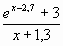 e^{x-2,7} + 3
x + 1,3